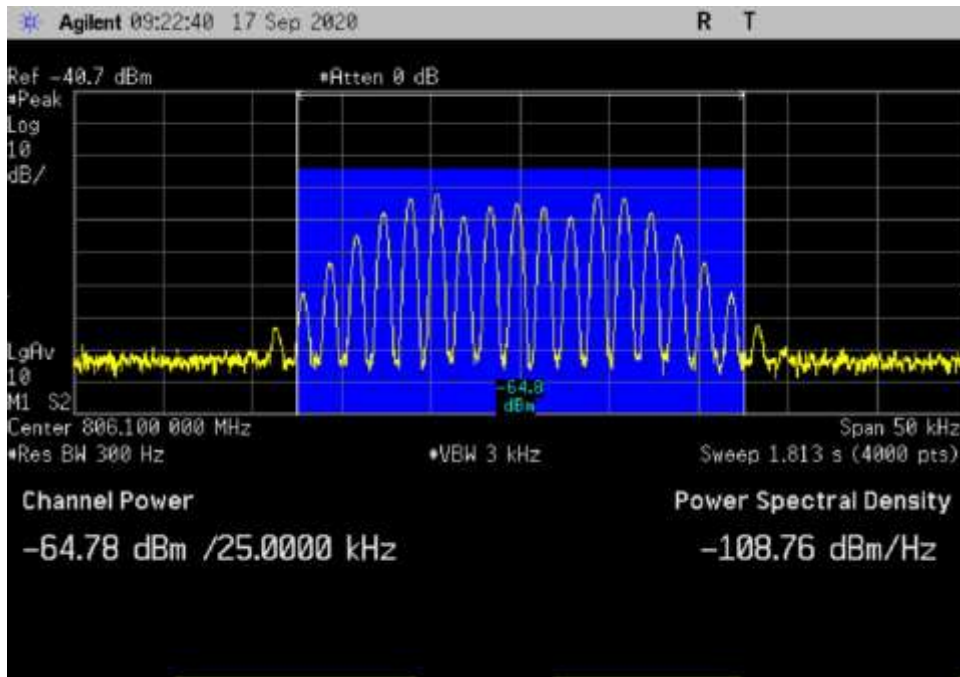 Agilent 09:22:40 17 Sep 2020 R T
Ref -40.7 dBm #Atten 0 dB
#Peak
Log
10
dB/
LgAv
10
M1 S2
-64.8
dBm
Center 806.100 000 MHz Span 50 kHz
#Res BW 300 Hz #VBW 3 kHz Sweep 1.813 s (4000 pts)
Channel Power Power Spectral Density
-64.78 dBm /25.0000 kHz -108.76 dBm/Hz